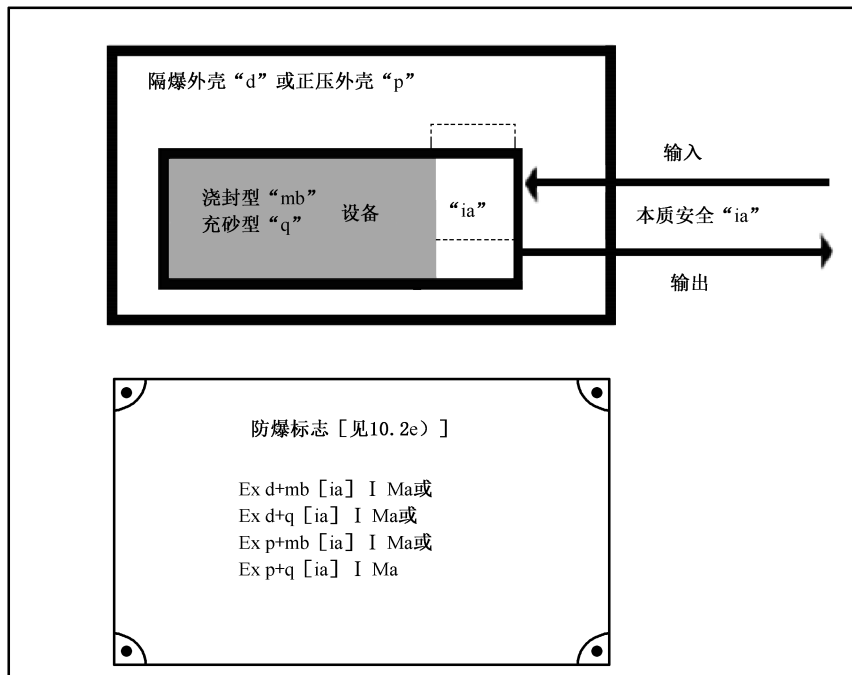 隔爆外壳“d”或正压外壳“p”
浇封型“mb”
充砂型“q”
设备
“ia”
输入
本质安全“ia”
输出
防爆标志［见10.2e）］
Ex d+mb［ia］Ⅰ Ma或
Ex d+q［ia］Ⅰ Ma或
Ex p+mb［ia］Ⅰ Ma或
Ex p+q［ia］Ⅰ Ma